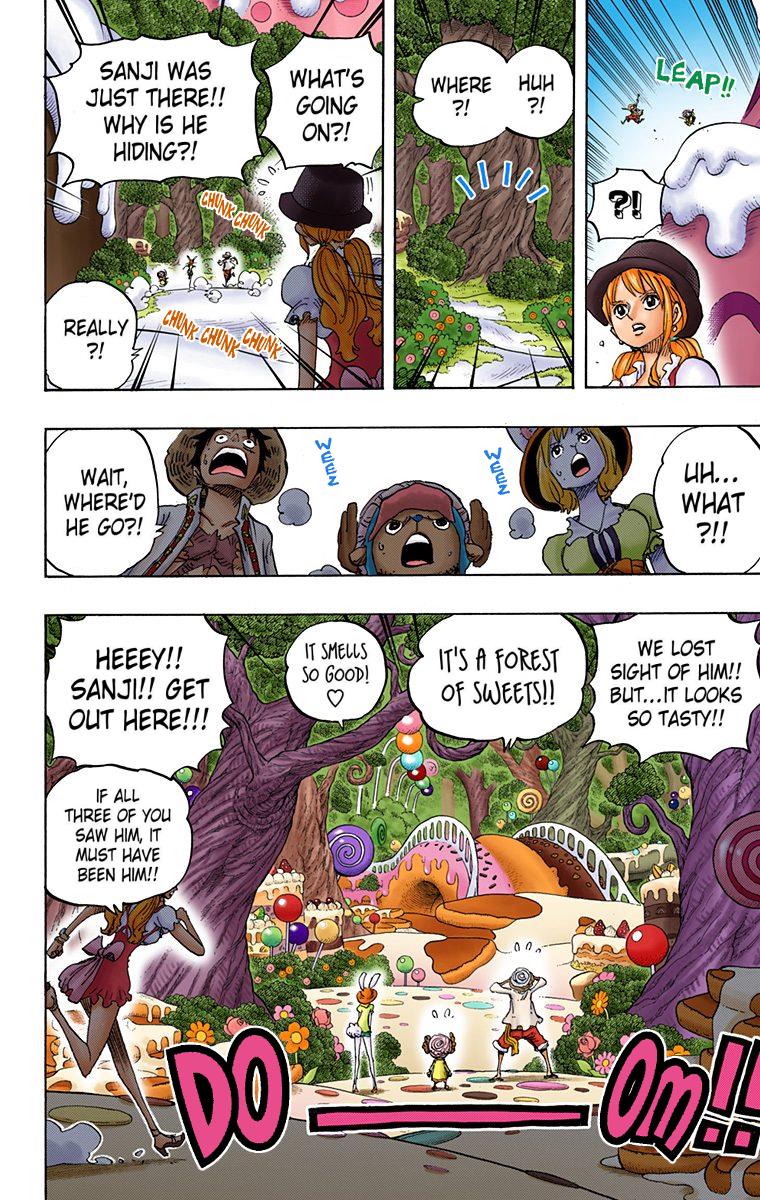 LEAP!!
?!
HUH
?!
WHERE
?!
WHAT'S
GOING
ON?!
SANJI WAS
JUST THERE!!
WHY IS HE
HIDING?!
CHUNK CHUNK
CHUNK
CHUNK CHUNK CHUNK
REALLY
?!
UH...
WHAT
?!!
WEEZ
WEEZ
WAIT,
WHERE'D
HE GO?!
WE LOST
SIGHT OF HIM!!
BUT...IT LOOKS
SO TASTY!!
IT'S A FOREST
OF SWEETS!!
IT SMELLS
SO GOOD!
♡
HEEEY!!
SANJI!! GET
OUT HERE!!!
IF ALL
THREE OF YOU
SAW HIM, IT
MUST HAVE
BEEN HIM!!
DO—OM!!